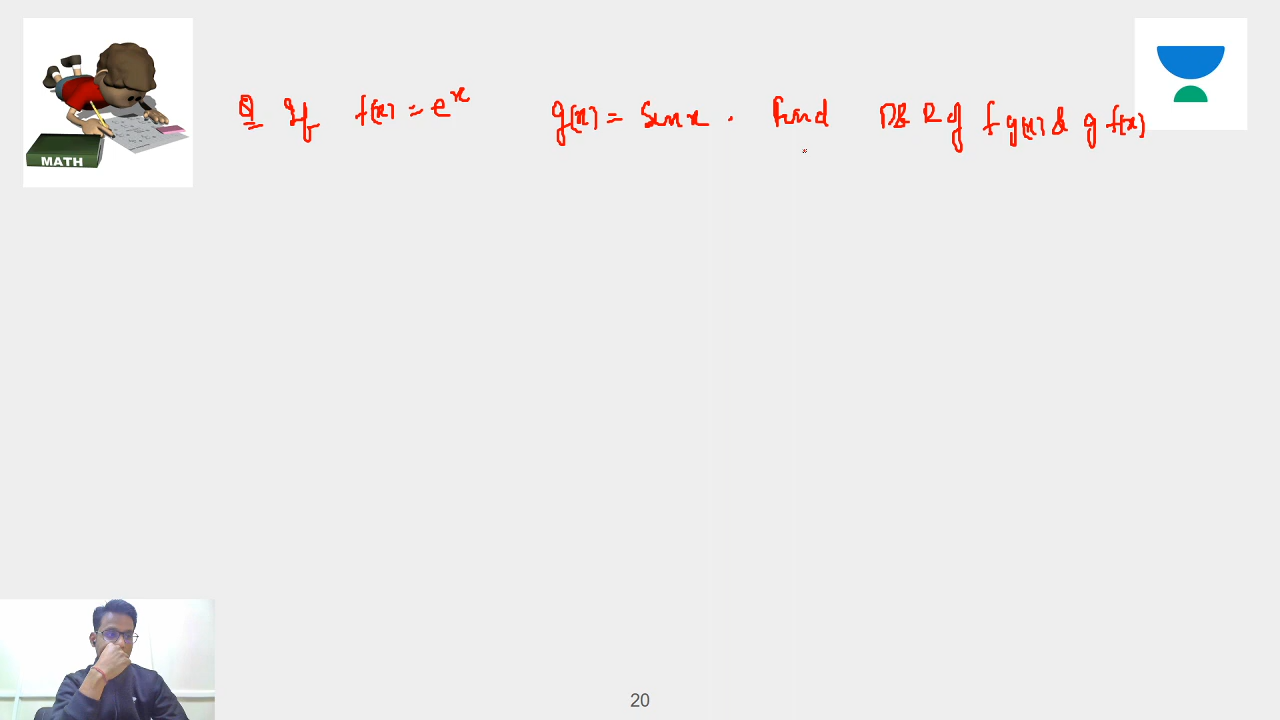 Q If f(x) = e^x g(x) = Sin x . Find D & R of f g(x) & g f(x)
MATH
20